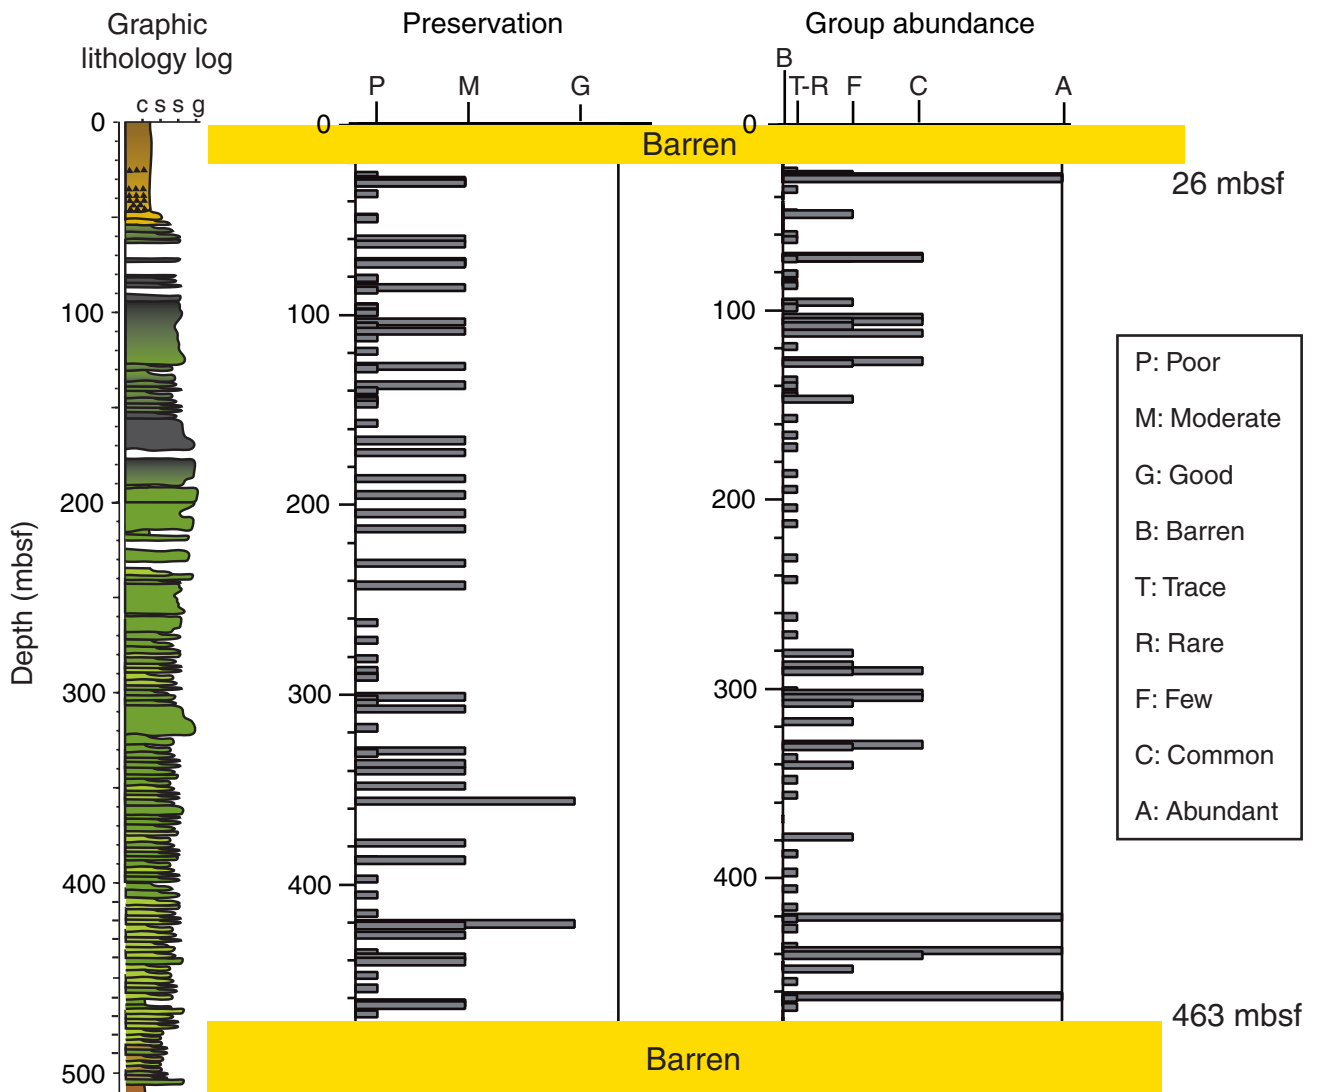 Graphic
lithology log
c s s g
Preservation
P M G
Group abundance
B
T-R F C A
0
0
0
Barren
26 mbsf
100
100
100
200
200
200
300
300
300
400
400
400
500
Depth (mbsf)
P: Poor
M: Moderate
G: Good
B: Barren
T: Trace
R: Rare
F: Few
C: Common
A: Abundant
463 mbsf
Barren